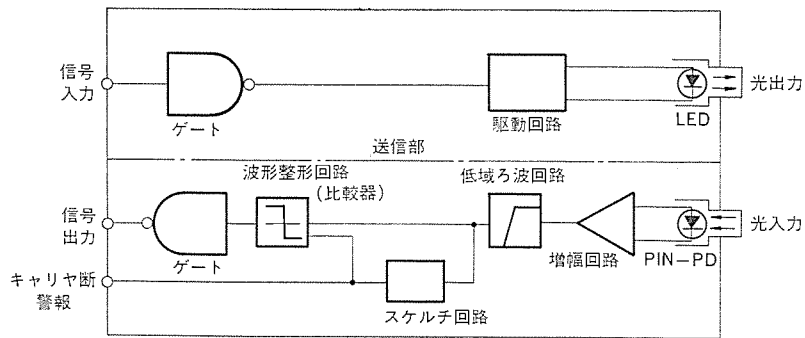 信号
入力
ゲート
駆動回路
LED
光出力
送信部
波形整形回路
(比較器)
低域ろ波回路
信号
出力
ゲート
増幅回路
PIN-PD
光入力
キャリヤ断
警報
スケルチ回路